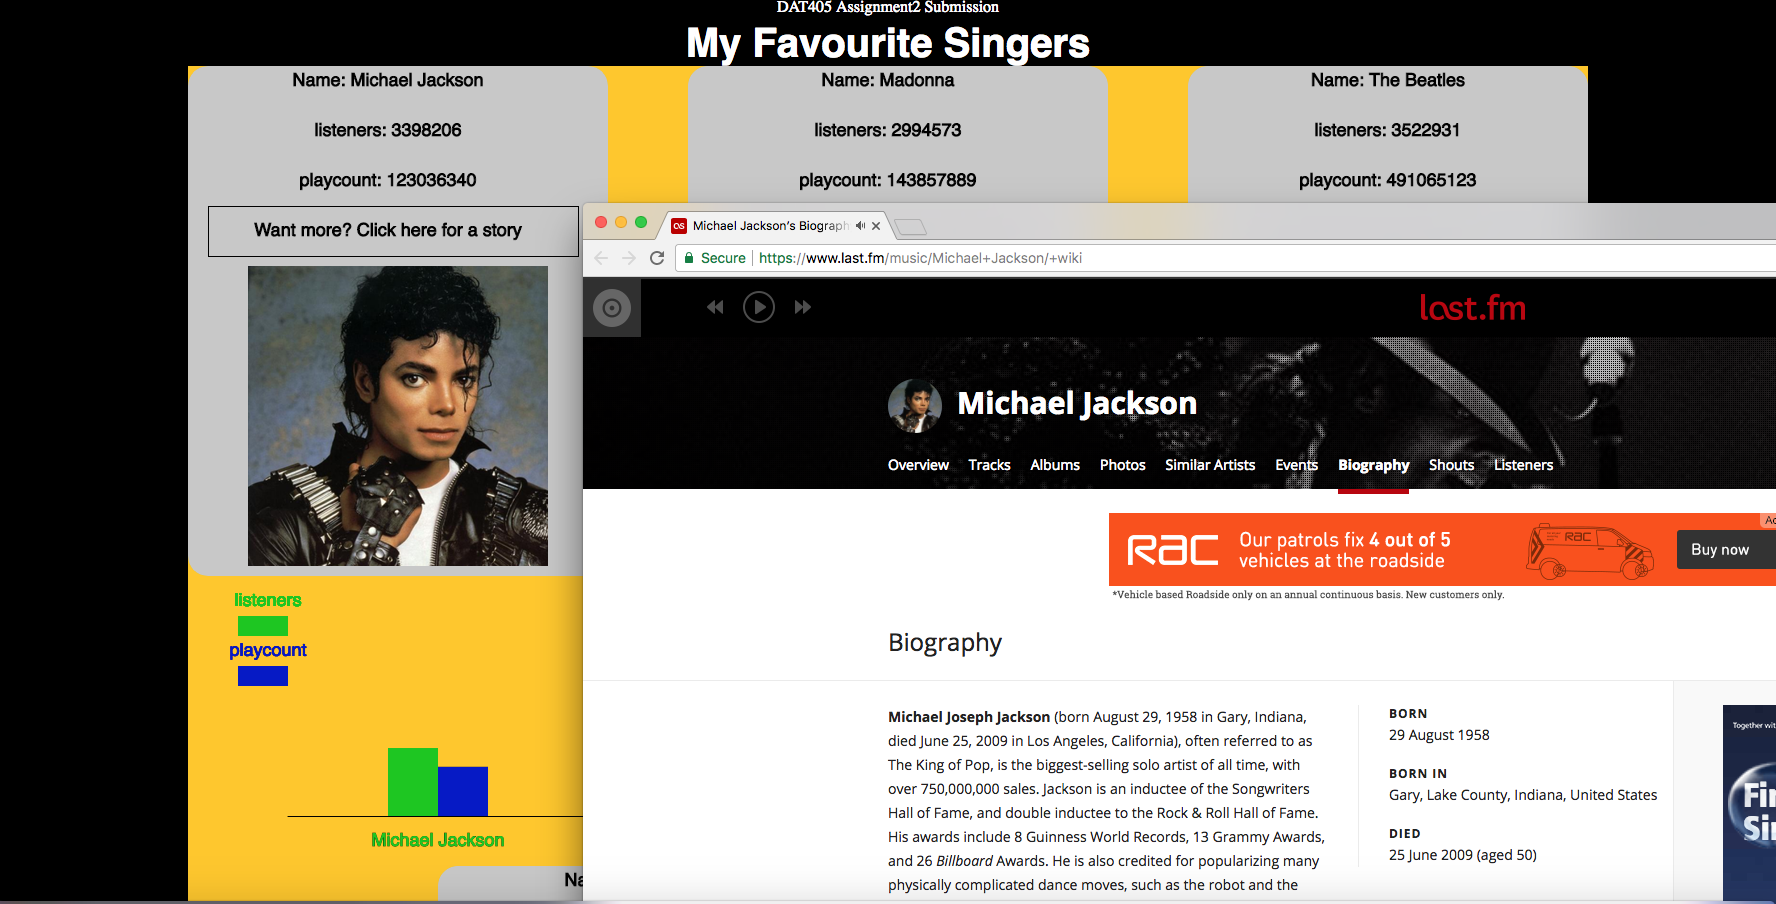 DAT405 Assignment2 Submission
My Favourite Singers
Name: Michael Jackson
listeners: 3398206
playcount: 123036340
Want more? Click here for a story
Name: Madonna
listeners: 2994573
playcount: 143857889
Name: The Beatles
listeners: 3522931
playcount: 491065123
listeners
playcount
Michael Jackson
Na
Michael Jackson's Biograph
Secure
https://www.last.fm/music/Michael+Jackson/+wiki
last.fm
Michael Jackson
Overview Tracks Albums Photos Similar Artists Events Biography Shouts Listeners
RAC
Our patrols fix 4 out of 5
vehicles at the roadside
RAC
Buy now
*Vehicle based Roadside only on an annual continuous basis. New customers only.
Biography
Michael Joseph Jackson (born August 29, 1958 in Gary, Indiana,
died June 25, 2009 in Los Angeles, California), often referred to as
The King of Pop, is the biggest-selling solo artist of all time, with
over 750,000,000 sales. Jackson is an inductee of the Songwriters
Hall of Fame, and double inductee to the Rock & Roll Hall of Fame.
His awards include 8 Guinness World Records, 13 Grammy Awards,
and 26 Billboard Awards. He is also credited for popularizing many
physically complicated dance moves, such as the robot and the
BORN
29 August 1958
BORN IN
Gary, Lake County, Indiana, United States
DIED
25 June 2009 (aged 50)
Together wit